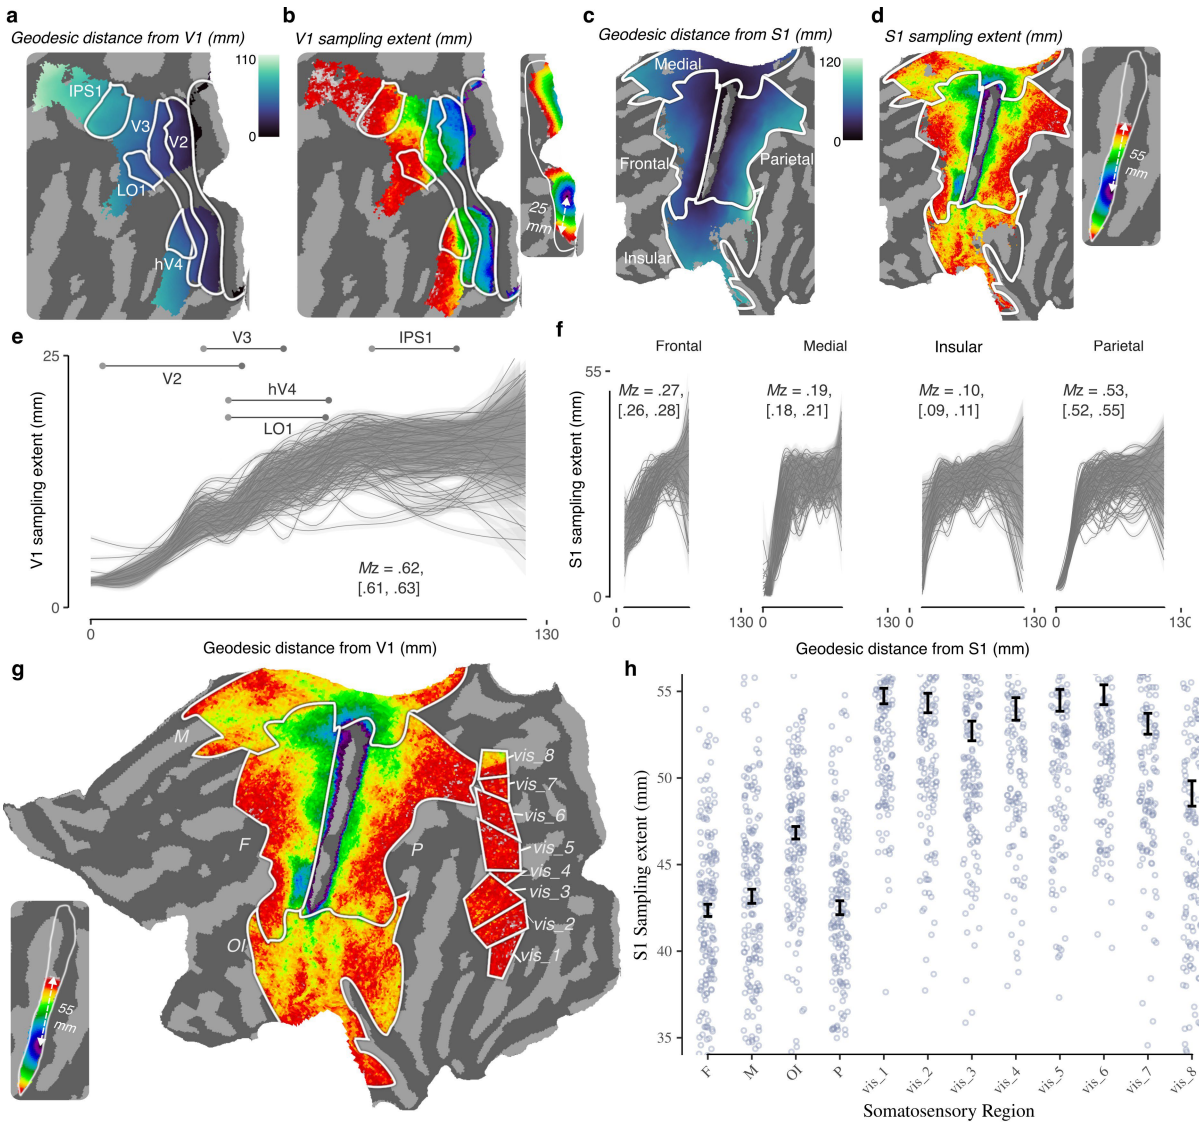 a
Geodesic distance from V1 (mm)
110
0
IPS1
V3
V2
LO1
hV4
b
V1 sampling extent (mm)
25
mm
c
Geodesic distance from S1 (mm)
120
0
Medial
Frontal
Parietal
Insular
d
S1 sampling extent (mm)
55
mm
e
V3
IPS1
V2
hV4
LO1
25
V1 sampling extent (mm)
0
Mz = .62,
[.61, .63]
0
130
Geodesic distance from V1 (mm)
f
Frontal
Medial
Insular
Parietal
55
S1 sampling extent (mm)
0
Mz = .27,
[.26, .28]
Mz = .19,
[.18, .21]
Mz = .10,
[.09, .11]
Mz = .53,
[.52, .55]
0
130
0
130
0
130
0
130
Geodesic distance from S1 (mm)
g
M
F
P
OI
vis_8
vis_7
vis_6
vis_5
vis_4
vis_3
vis_2
vis_1
55
mm
h
S1 Sampling extent (mm)
55
50
45
40
35
F
M
OI
P
vis_1
vis_2
vis_3
vis_4
vis_5
vis_6
vis_7
vis_8
Somatosensory Region